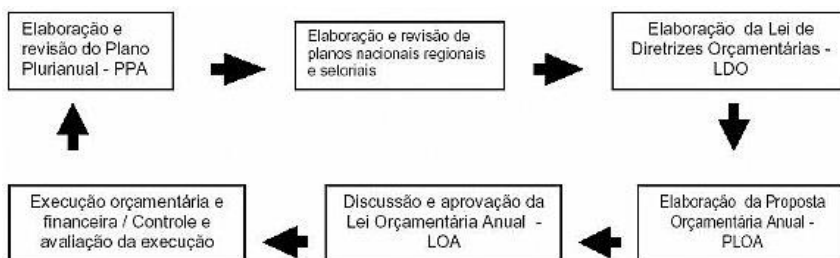 Elaboração e
revisão do Plano
Plurianual - PPA
Elaboração e revisão de
planos nacionais regionais
e setoriais
Elaboração da Lei de
Diretrizes Orçamentárias -
LDO
Elaboração da Proposta
Orçamentária Anual -
PLOA
Discussão e aprovação da
Lei Orçamentária Anual -
LOA
Execução orçamentária e
financeira / Controle e
avaliação da execução